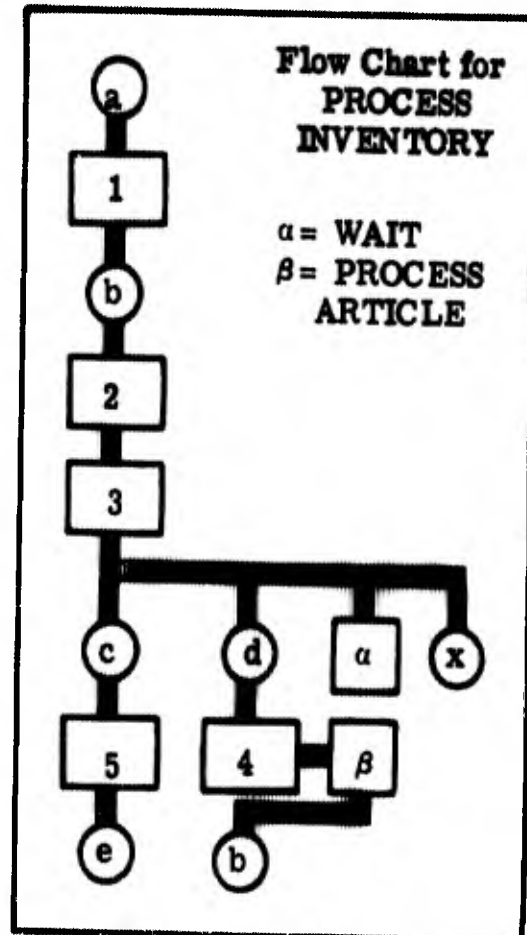 Flow Chart for
PROCESS
INVENTORY
α = WAIT
β = PROCESS
ARTICLE
a
1
b
2
3
c
d
α
x
5
4
β
e
b